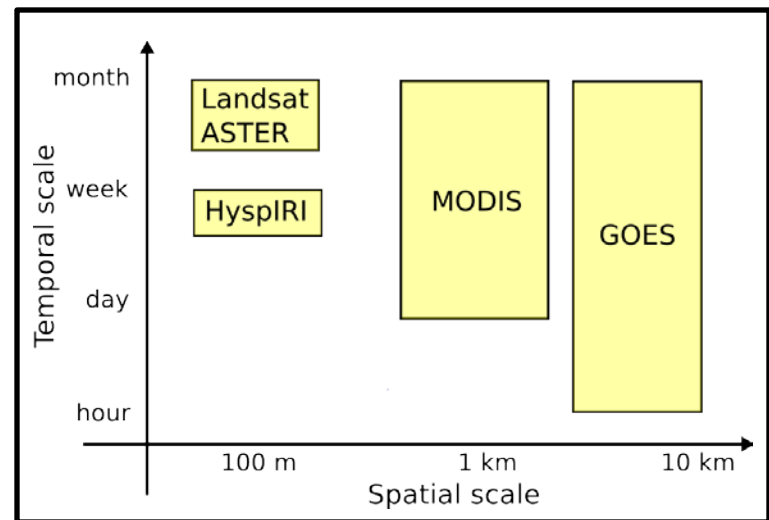 month
Landsat
ASTER
week
HyspIRI
MODIS
GOES
day
hour
Temporal scale
100 m
1 km
10 km
Spatial scale